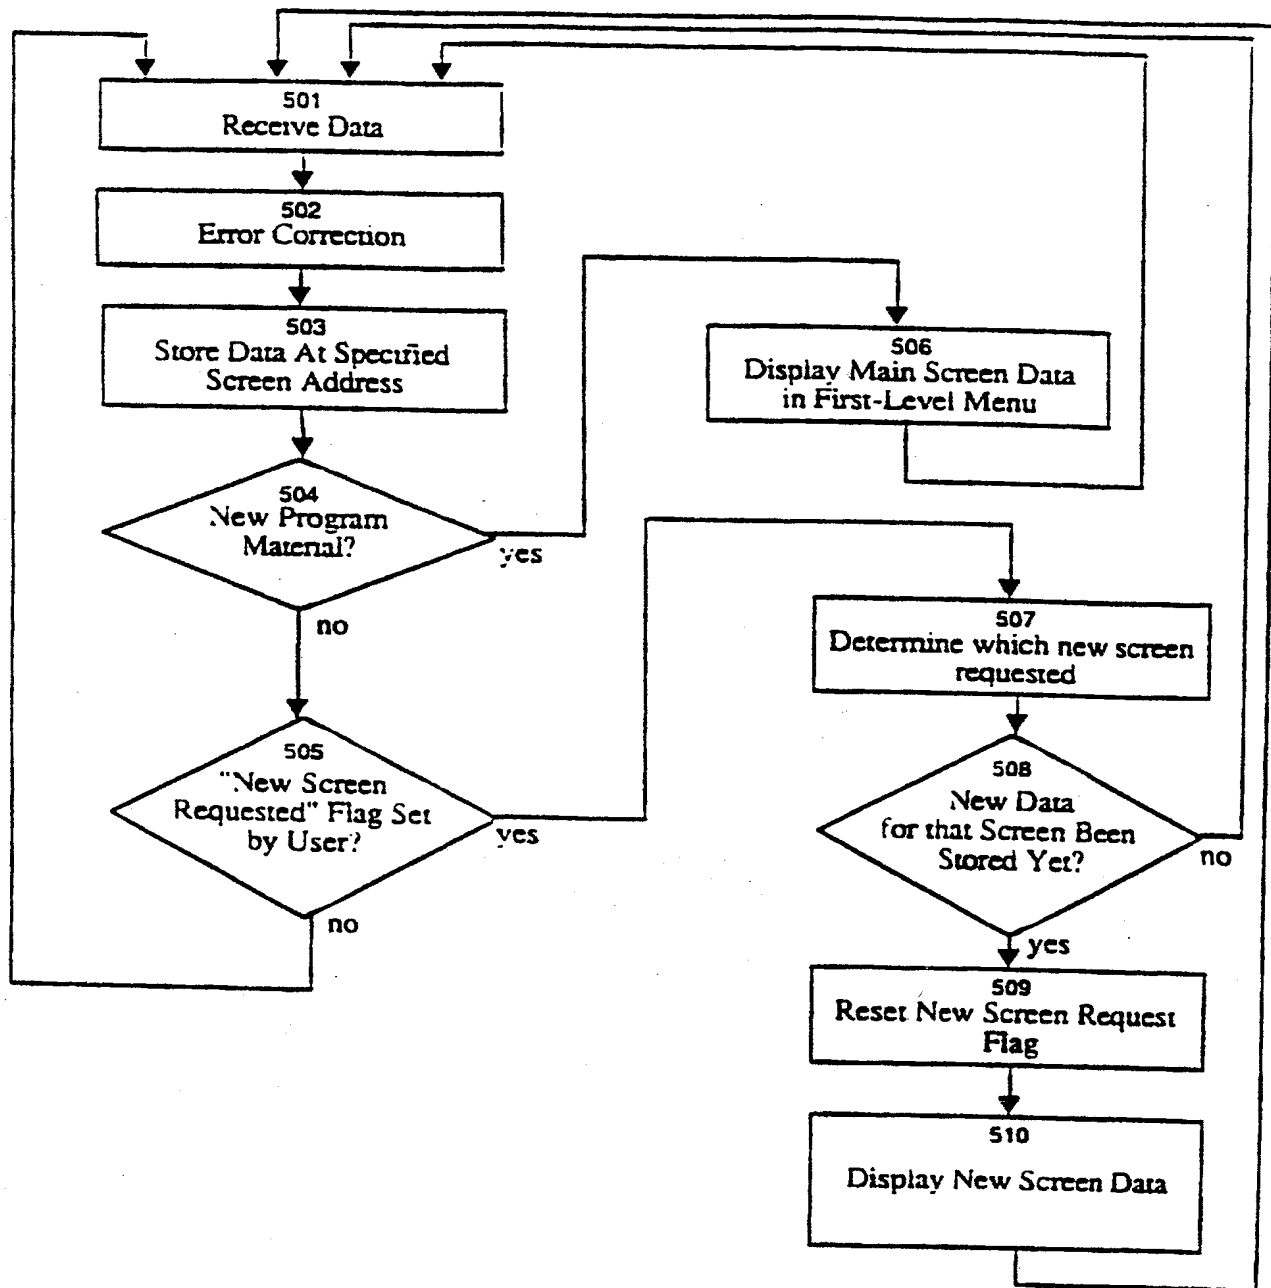 501
Receive Data
502
Error Correction
503
Store Data At Specified
Screen Address
504
New Program
Material?
yes
no
505
"New Screen
Requested" Flag Set
by User?
yes
no
506
Display Main Screen Data
in First-Level Menu
507
Determine which new screen
requested
508
New Data
for that Screen Been
Stored Yet?
no
yes
509
Reset New Screen Request
Flag
510
Display New Screen Data